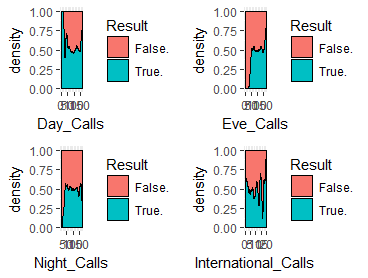 1.00
0.75
0.50
0.25
0.00
density
Day_Calls
Result
False.
True.
1.00
0.75
0.50
0.25
0.00
density
Eve_Calls
Result
False.
True.
1.00
0.75
0.50
0.25
0.00
density
Night_Calls
Result
False.
True.
1.00
0.75
0.50
0.25
0.00
density
International_Calls
Result
False.
True.